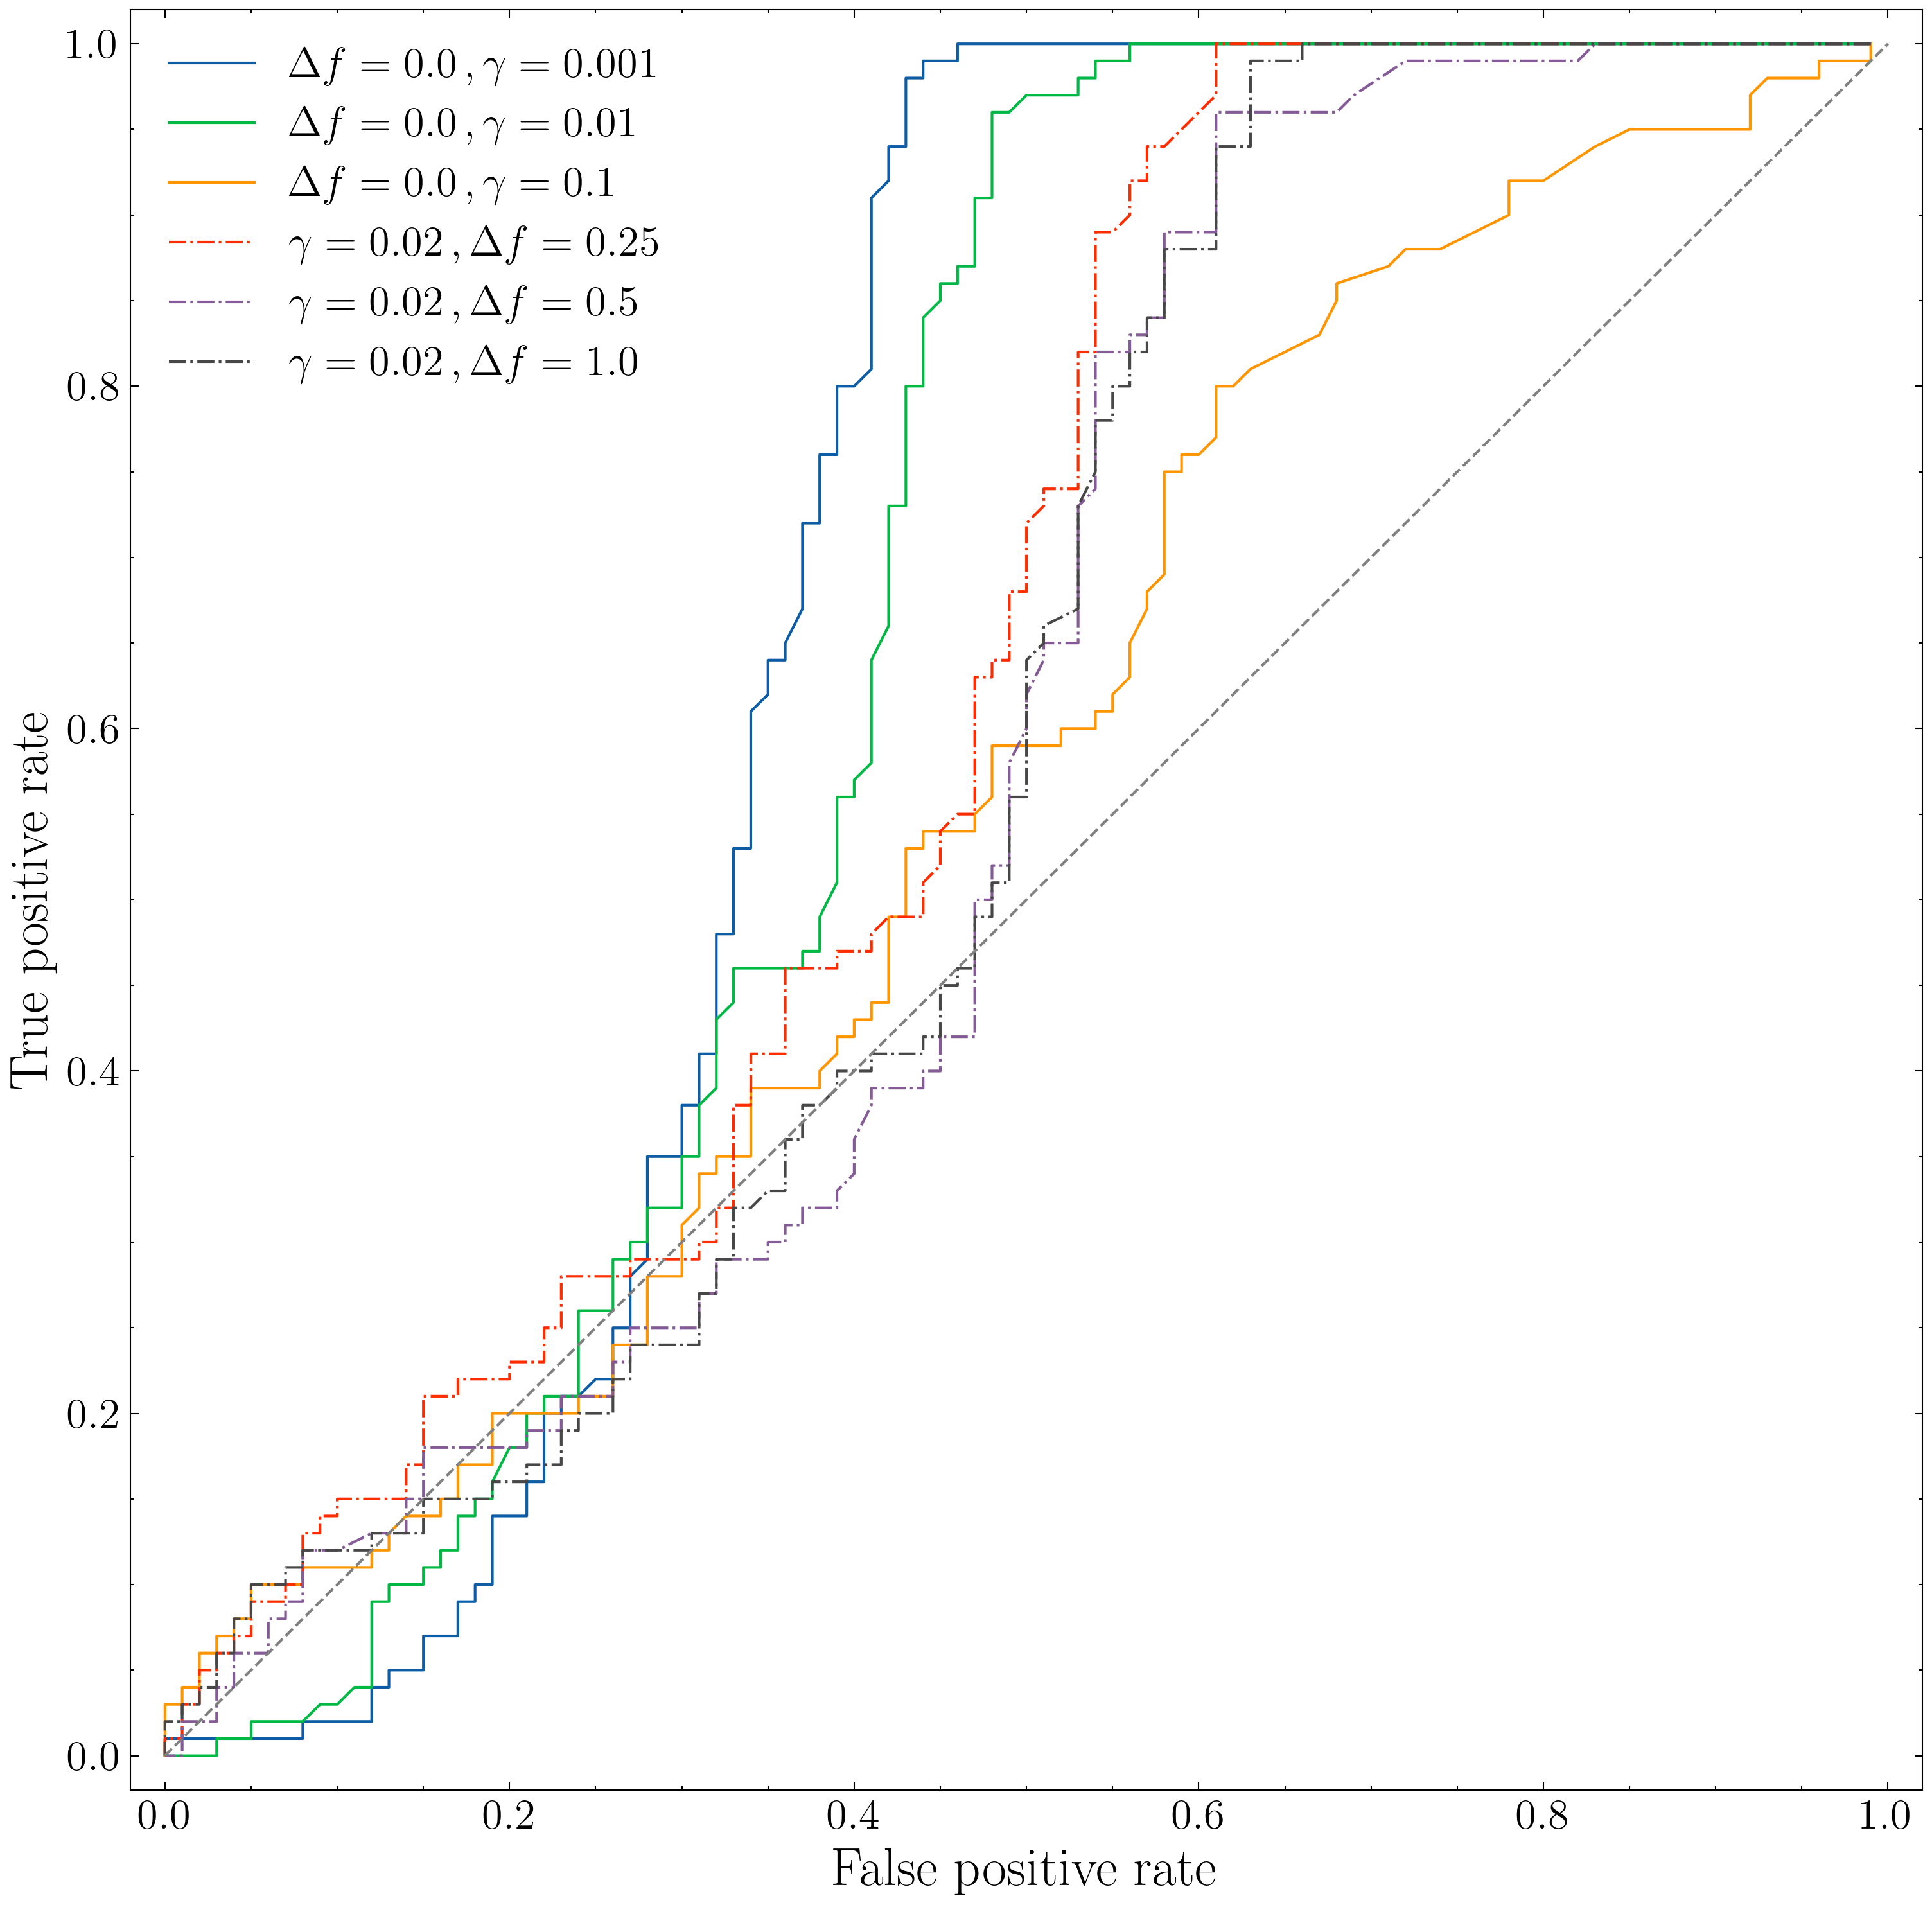 1.0
Δf = 0.0 , γ = 0.001
Δf = 0.0 , γ = 0.01
Δf = 0.0 , γ = 0.1
γ = 0.02 , Δf = 0.25
γ = 0.02 , Δf = 0.5
γ = 0.02 , Δf = 1.0
0.8
0.6
0.4
0.2
0.0
True positive rate
0.0 0.2 0.4 0.6 0.8 1.0
False positive rate